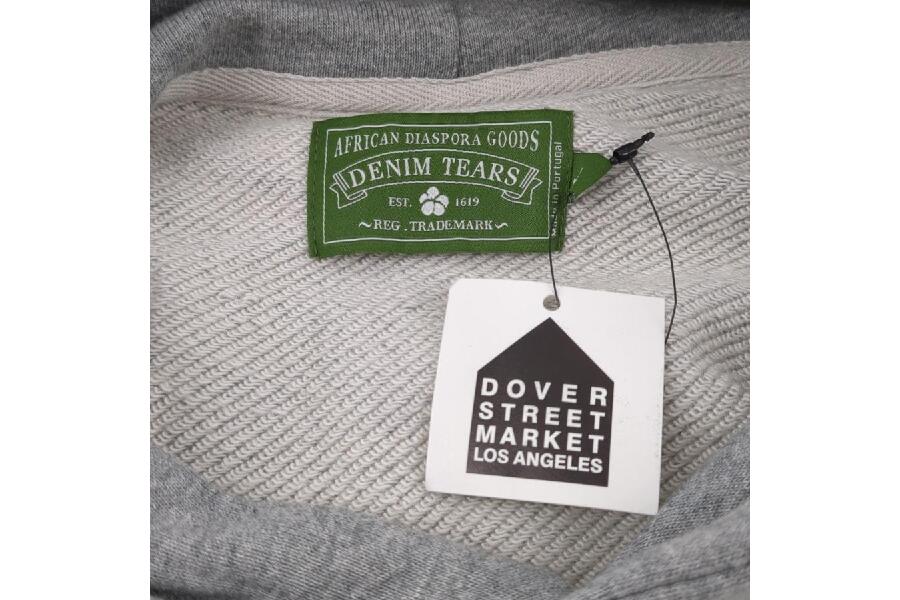 AFRICAN DIASPORA GOODS
DENIM TEARS
EST. 1619
~REG. TRADEMARK~
Made in Portugal
DOVER
STREET
MARKET
LOS ANGELES